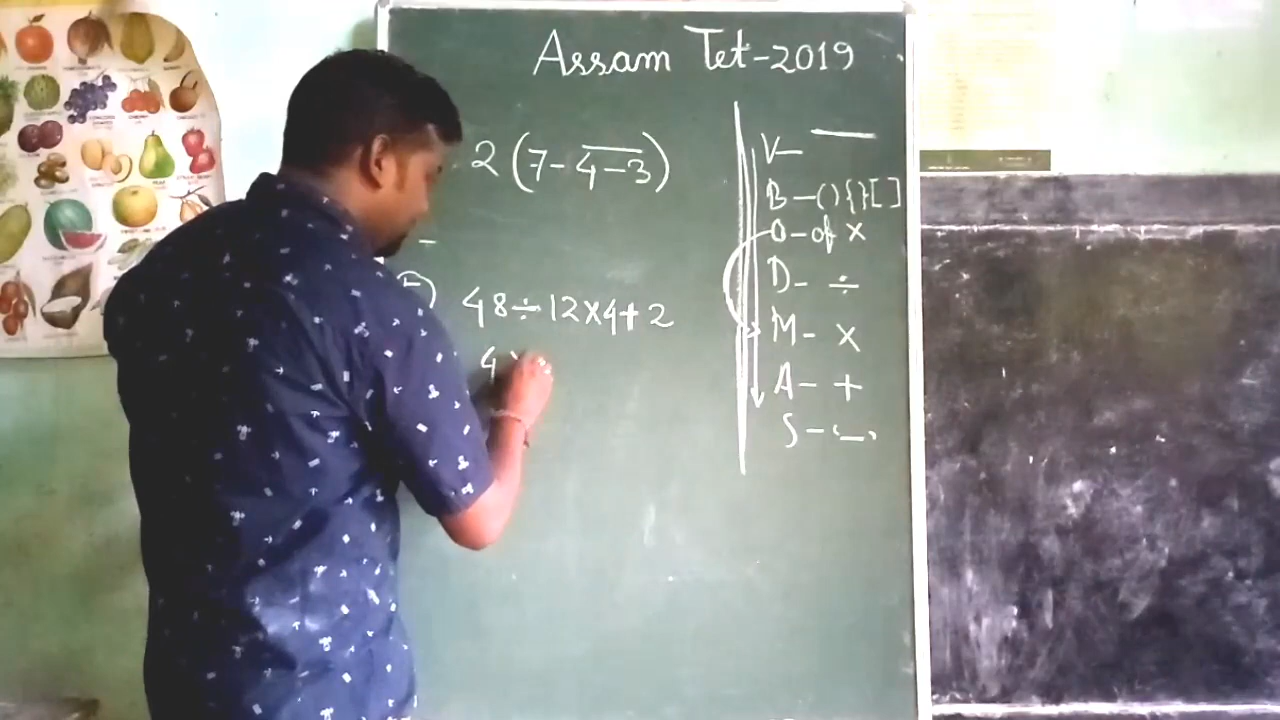 Assam Tet-2019
2 (7- 4-3)
48÷12×4+2
4 ×
V-
B-(){}[]
O-of ×
D- ÷
M- ×
A- +
S- '-'